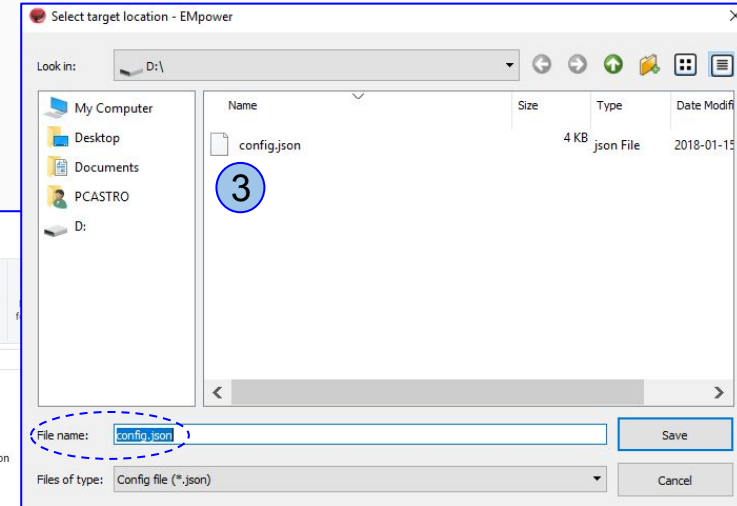 Select target location - EMpower
Look in: D:\
My Computer
Desktop
Documents
PCASTRO
D:
Name Size Type Date Modifi
config.json 4 KB json File 2018-01-15
3
File name: config.json Save
on
Files of type: Config file (*.json) Cancel